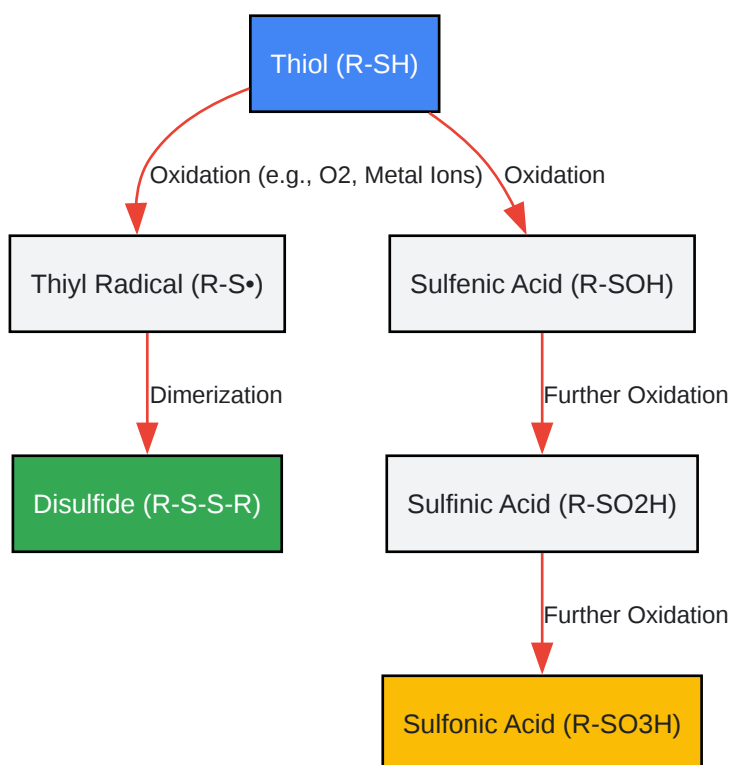 Thiol (R-SH)
Oxidation (e.g., O2, Metal Ions)
Oxidation
Thiyl Radical (R-S•)
Sulfenic Acid (R-SOH)
Dimerization
Further Oxidation
Disulfide (R-S-S-R)
Sulfinic Acid (R-SO2H)
Further Oxidation
Sulfonic Acid (R-SO3H)